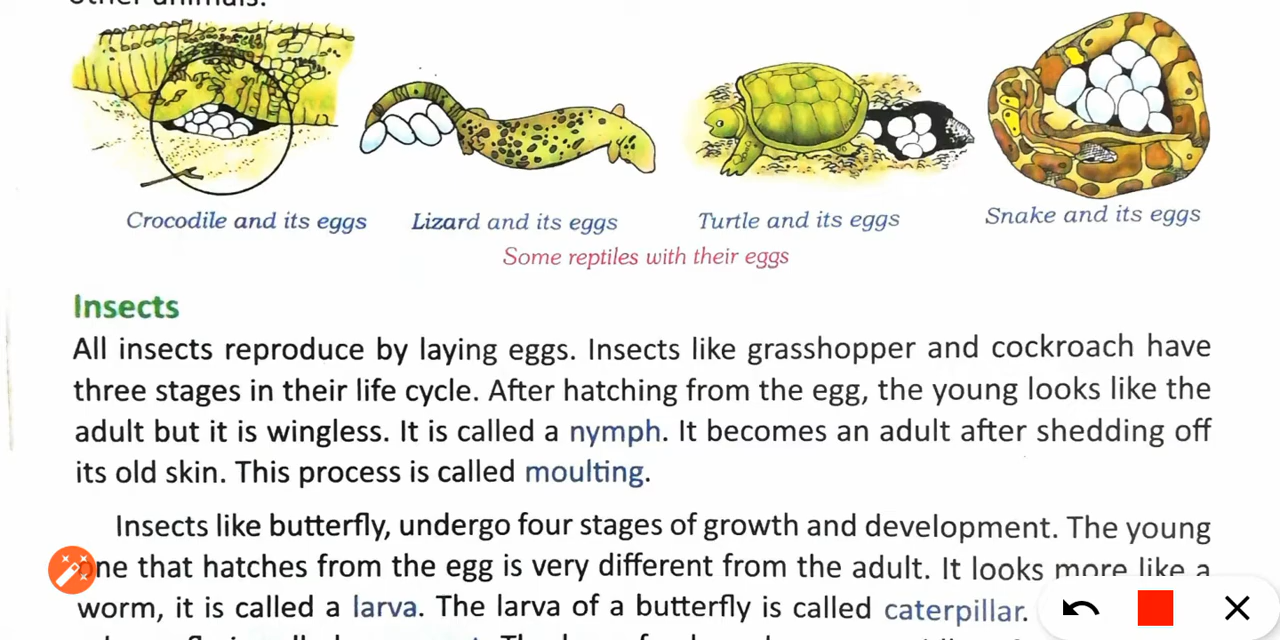 other animals.
Crocodile and its eggs
Lizard and its eggs
Turtle and its eggs
Snake and its eggs
Some reptiles with their eggs
Insects
All insects reproduce by laying eggs. Insects like grasshopper and cockroach have
three stages in their life cycle. After hatching from the egg, the young looks like the
adult but it is wingless. It is called a nymph. It becomes an adult after shedding off
its old skin. This process is called moulting.
Insects like butterfly, undergo four stages of growth and development. The young
one that hatches from the egg is very different from the adult. It looks more like a
worm, it is called a larva. The larva of a butterfly is called caterpillar.